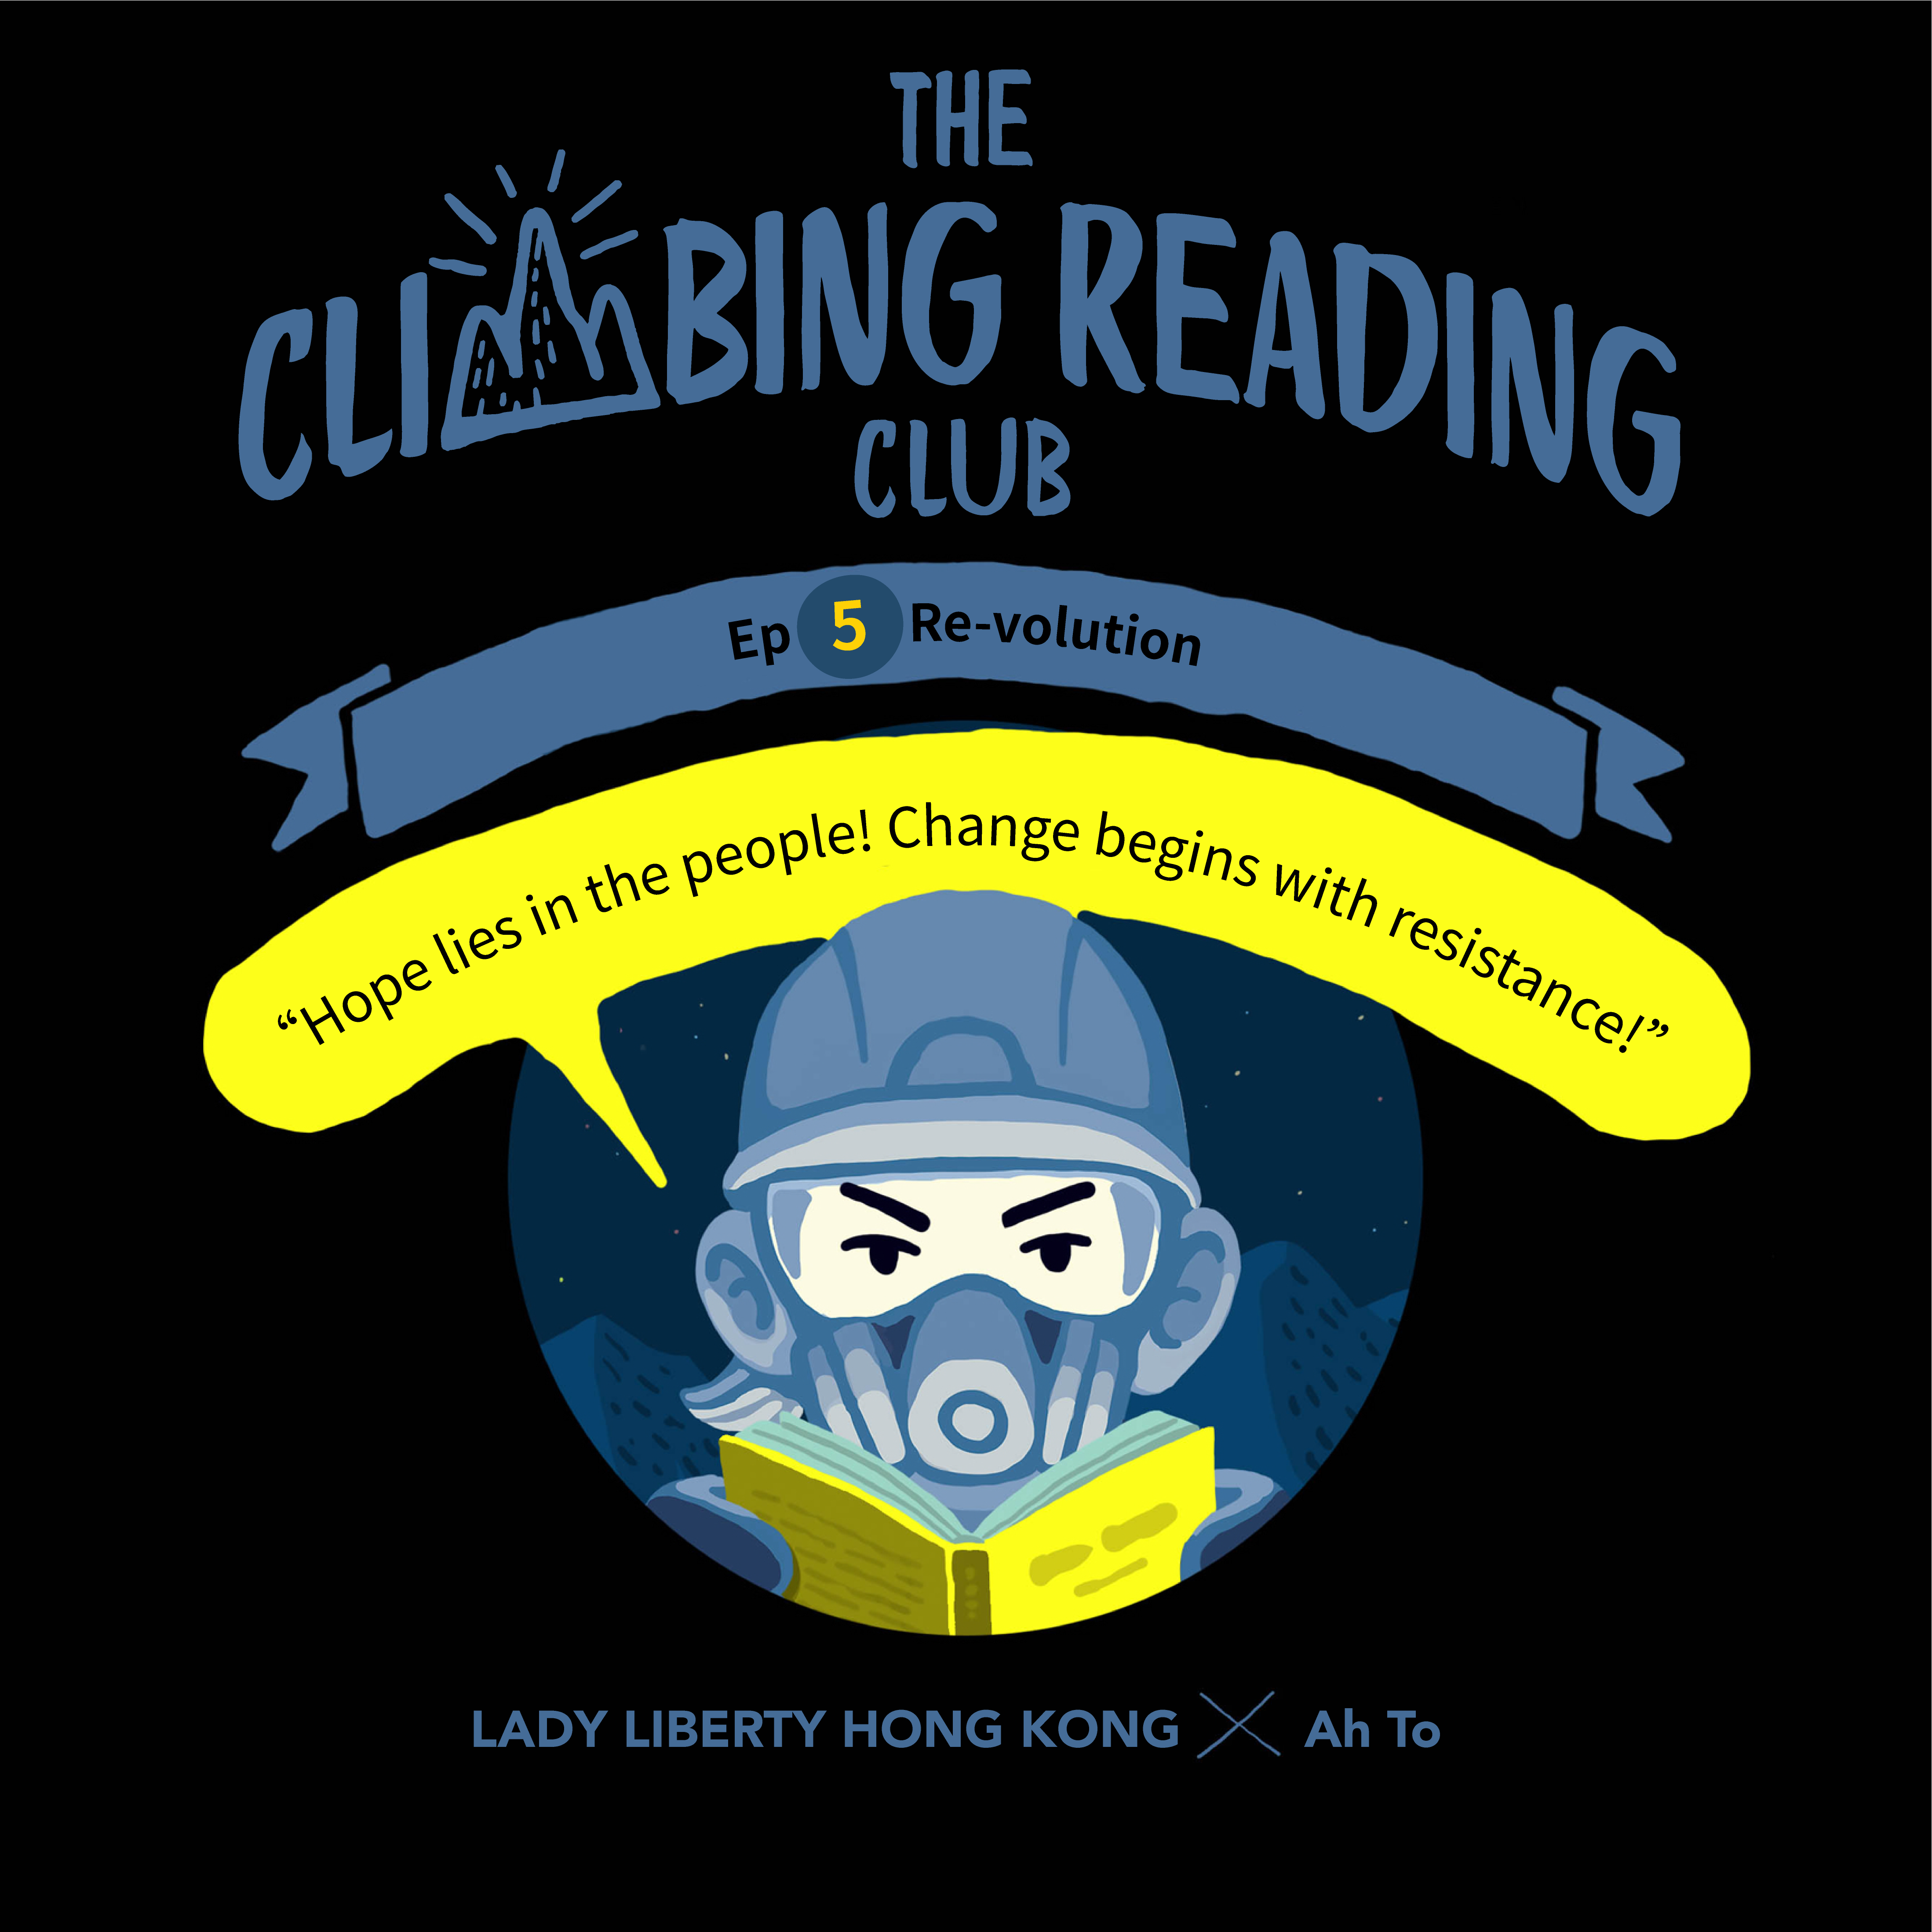 THE
CLIMBING READING
CLUB
Ep 5 Re-volution
“Hope lies in the people! Change begins with resistance!”
LADY LIBERTY HONG KONG X Ah To